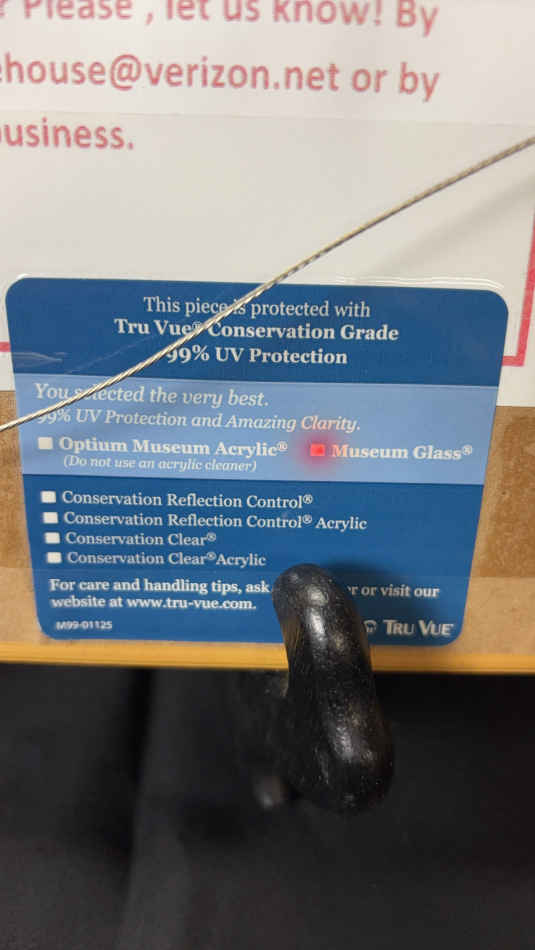 Please , let us know! By
house@verizon.net or by
business.
This piece is protected with
Tru Vue® Conservation Grade
99% UV Protection
You selected the very best.
99% UV Protection and Amazing Clarity.
Optium Museum Acrylic® Museum Glass®
(Do not use an acrylic cleaner)
Conservation Reflection Control®
Conservation Reflection Control® Acrylic
Conservation Clear®
Conservation Clear® Acrylic
For care and handling tips, ask r or visit our
website at www.tru-vue.com.
M99-01125 TRU VUE